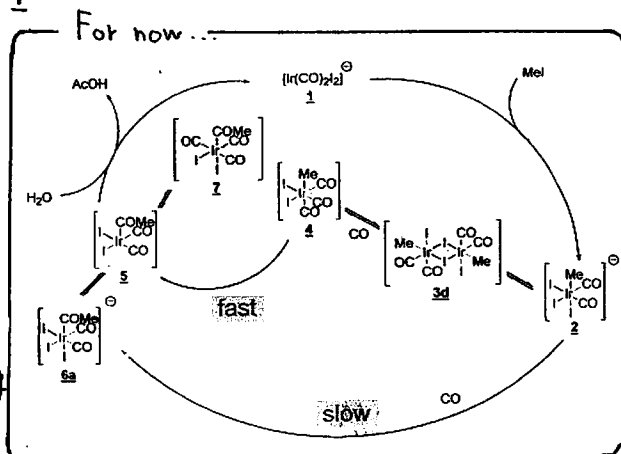 1
For now...
AcOH
[Ir(CO)2I2]⊖
1
MeI
COMe
OC Ir CO
I CO
I
7
Me
I Ir CO
I CO
CO
4
H2O
CO
COMe
I Ir CO
I CO
5
I I CO
Me Ir I Ir CO
OC I Me
CO I
3d
Me ⊖
I Ir CO
I CO
I
2
fast
COMe ⊖
I Ir CO
I CO
I
6a
CO
slow